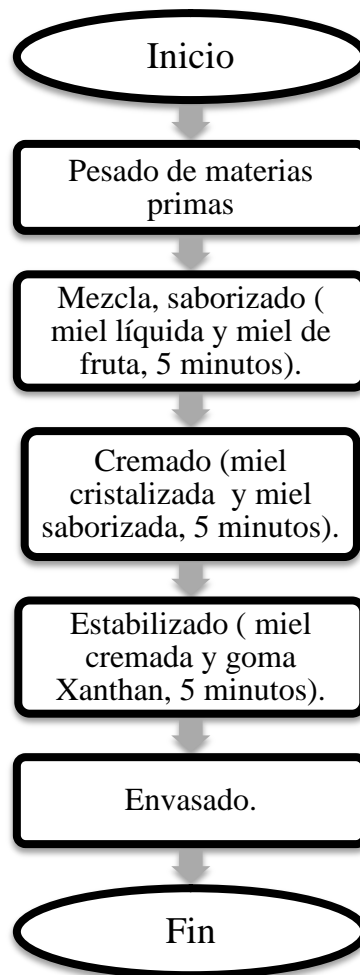 Inicio
Pesado de materias
primas
Mezcla, saborizado (
miel líquida y miel de
fruta, 5 minutos).
Cremado (miel
cristalizada y miel
saborizada, 5 minutos).
Estabilizado ( miel
cremada y goma
Xanthan, 5 minutos).
Envasado.
Fin